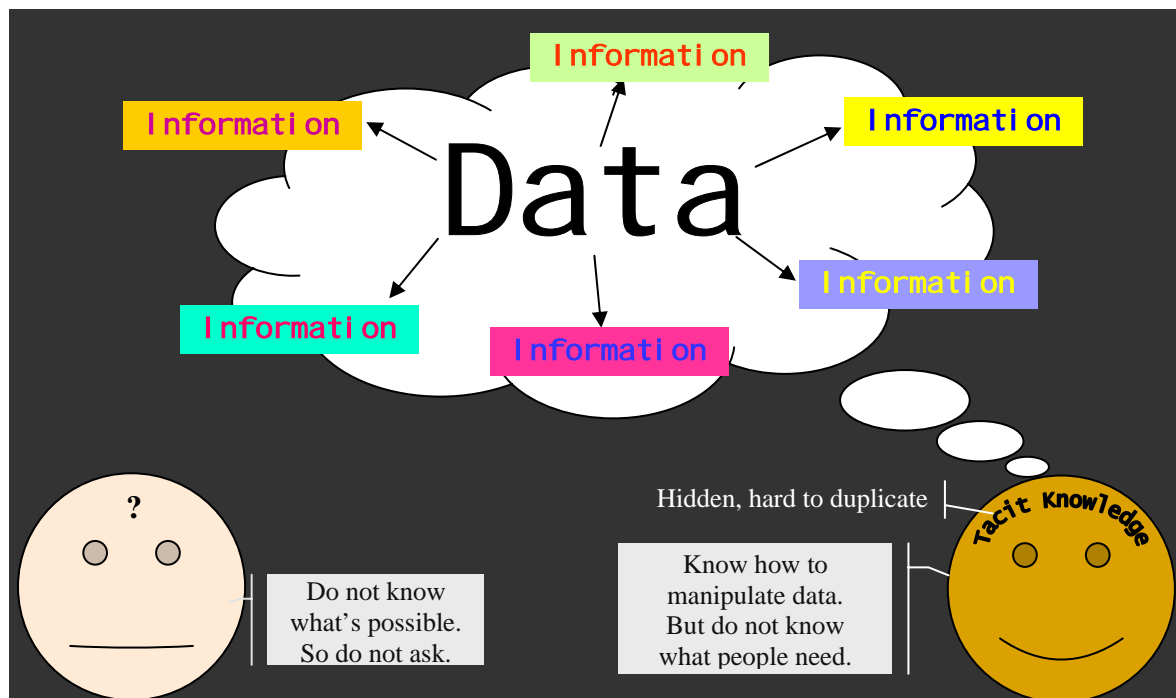 Information
Information
Information
Data
Information
Information
Information
?
Hidden, hard to duplicate
Tacit Knowledge
Do not know
what's possible.
So do not ask.
Know how to
manipulate data.
But do not know
what people need.